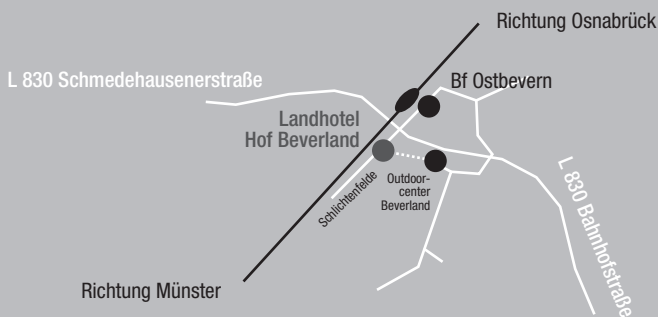 Richtung Osnabrück
L 830 Schmedehausenerstraße
Bf Ostbevern
Landhotel
Hof Beverland
Schlichtenfelde
Outdoor-
center
Beverland
L 830 Bahnhofstraße
Richtung Münster